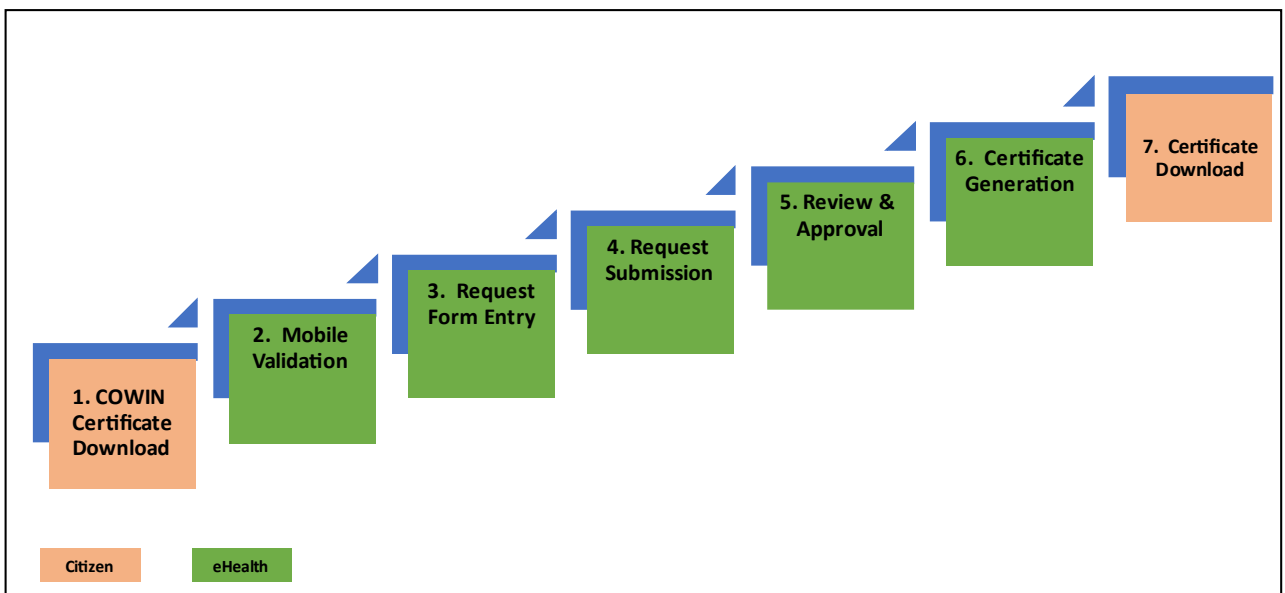 1. COWIN
Certificate
Download
2. Mobile
Validation
3. Request
Form Entry
4. Request
Submission
5. Review &
Approval
6. Certificate
Generation
7. Certificate
Download
Citizen
eHealth